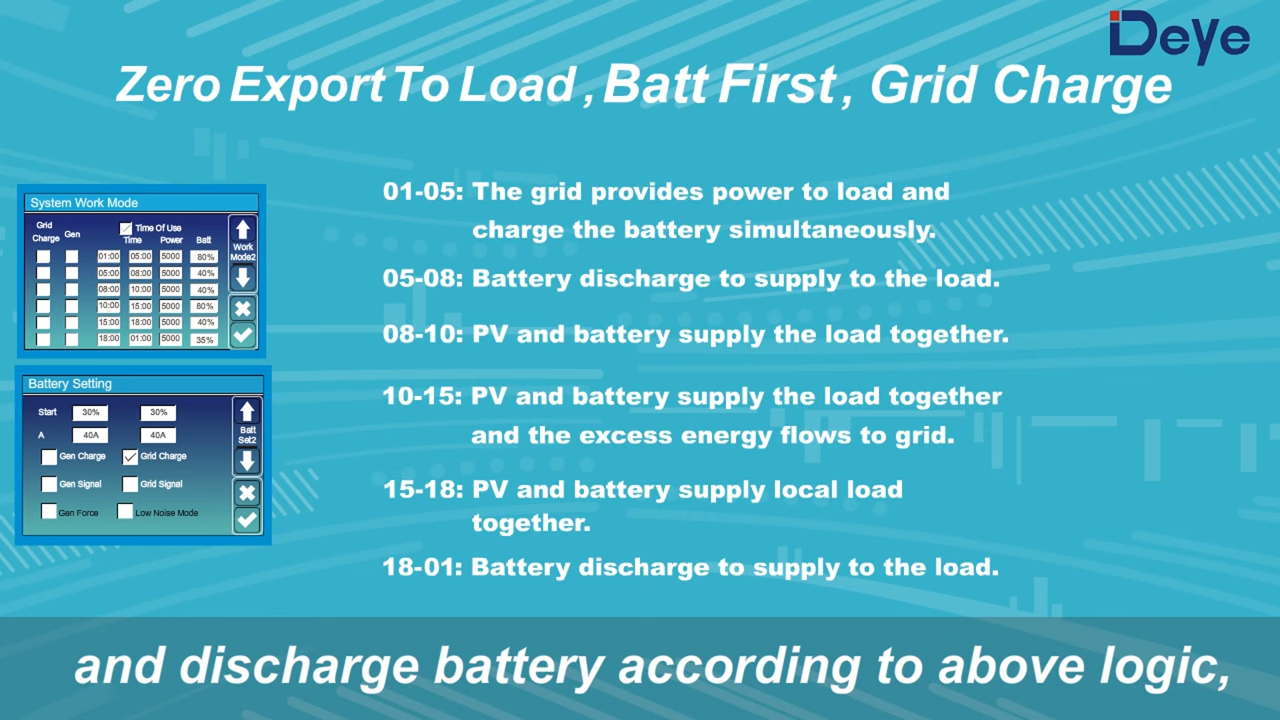 Deye
Zero Export To Load , Batt First , Grid Charge
System Work Mode
Grid Charge Gen Time Of Use
Time Power Batt
01:00 05:00 5000 80%
05:00 08:00 5000 40%
08:00 10:00 5000 40%
10:00 15:00 5000 80%
15:00 18:00 5000 40%
18:00 01:00 5000 35%
Work
Mode2
Battery Setting
Start 30% 30%
A 40A 40A
Gen Charge Grid Charge
Gen Signal Grid Signal
Gen Force Low Noise Mode
Batt
Set2
01-05: The grid provides power to load and
charge the battery simultaneously.
05-08: Battery discharge to supply to the load.
08-10: PV and battery supply the load together.
10-15: PV and battery supply the load together
and the excess energy flows to grid.
15-18: PV and battery supply local load
together.
18-01: Battery discharge to supply to the load.
and discharge battery according to above logic,